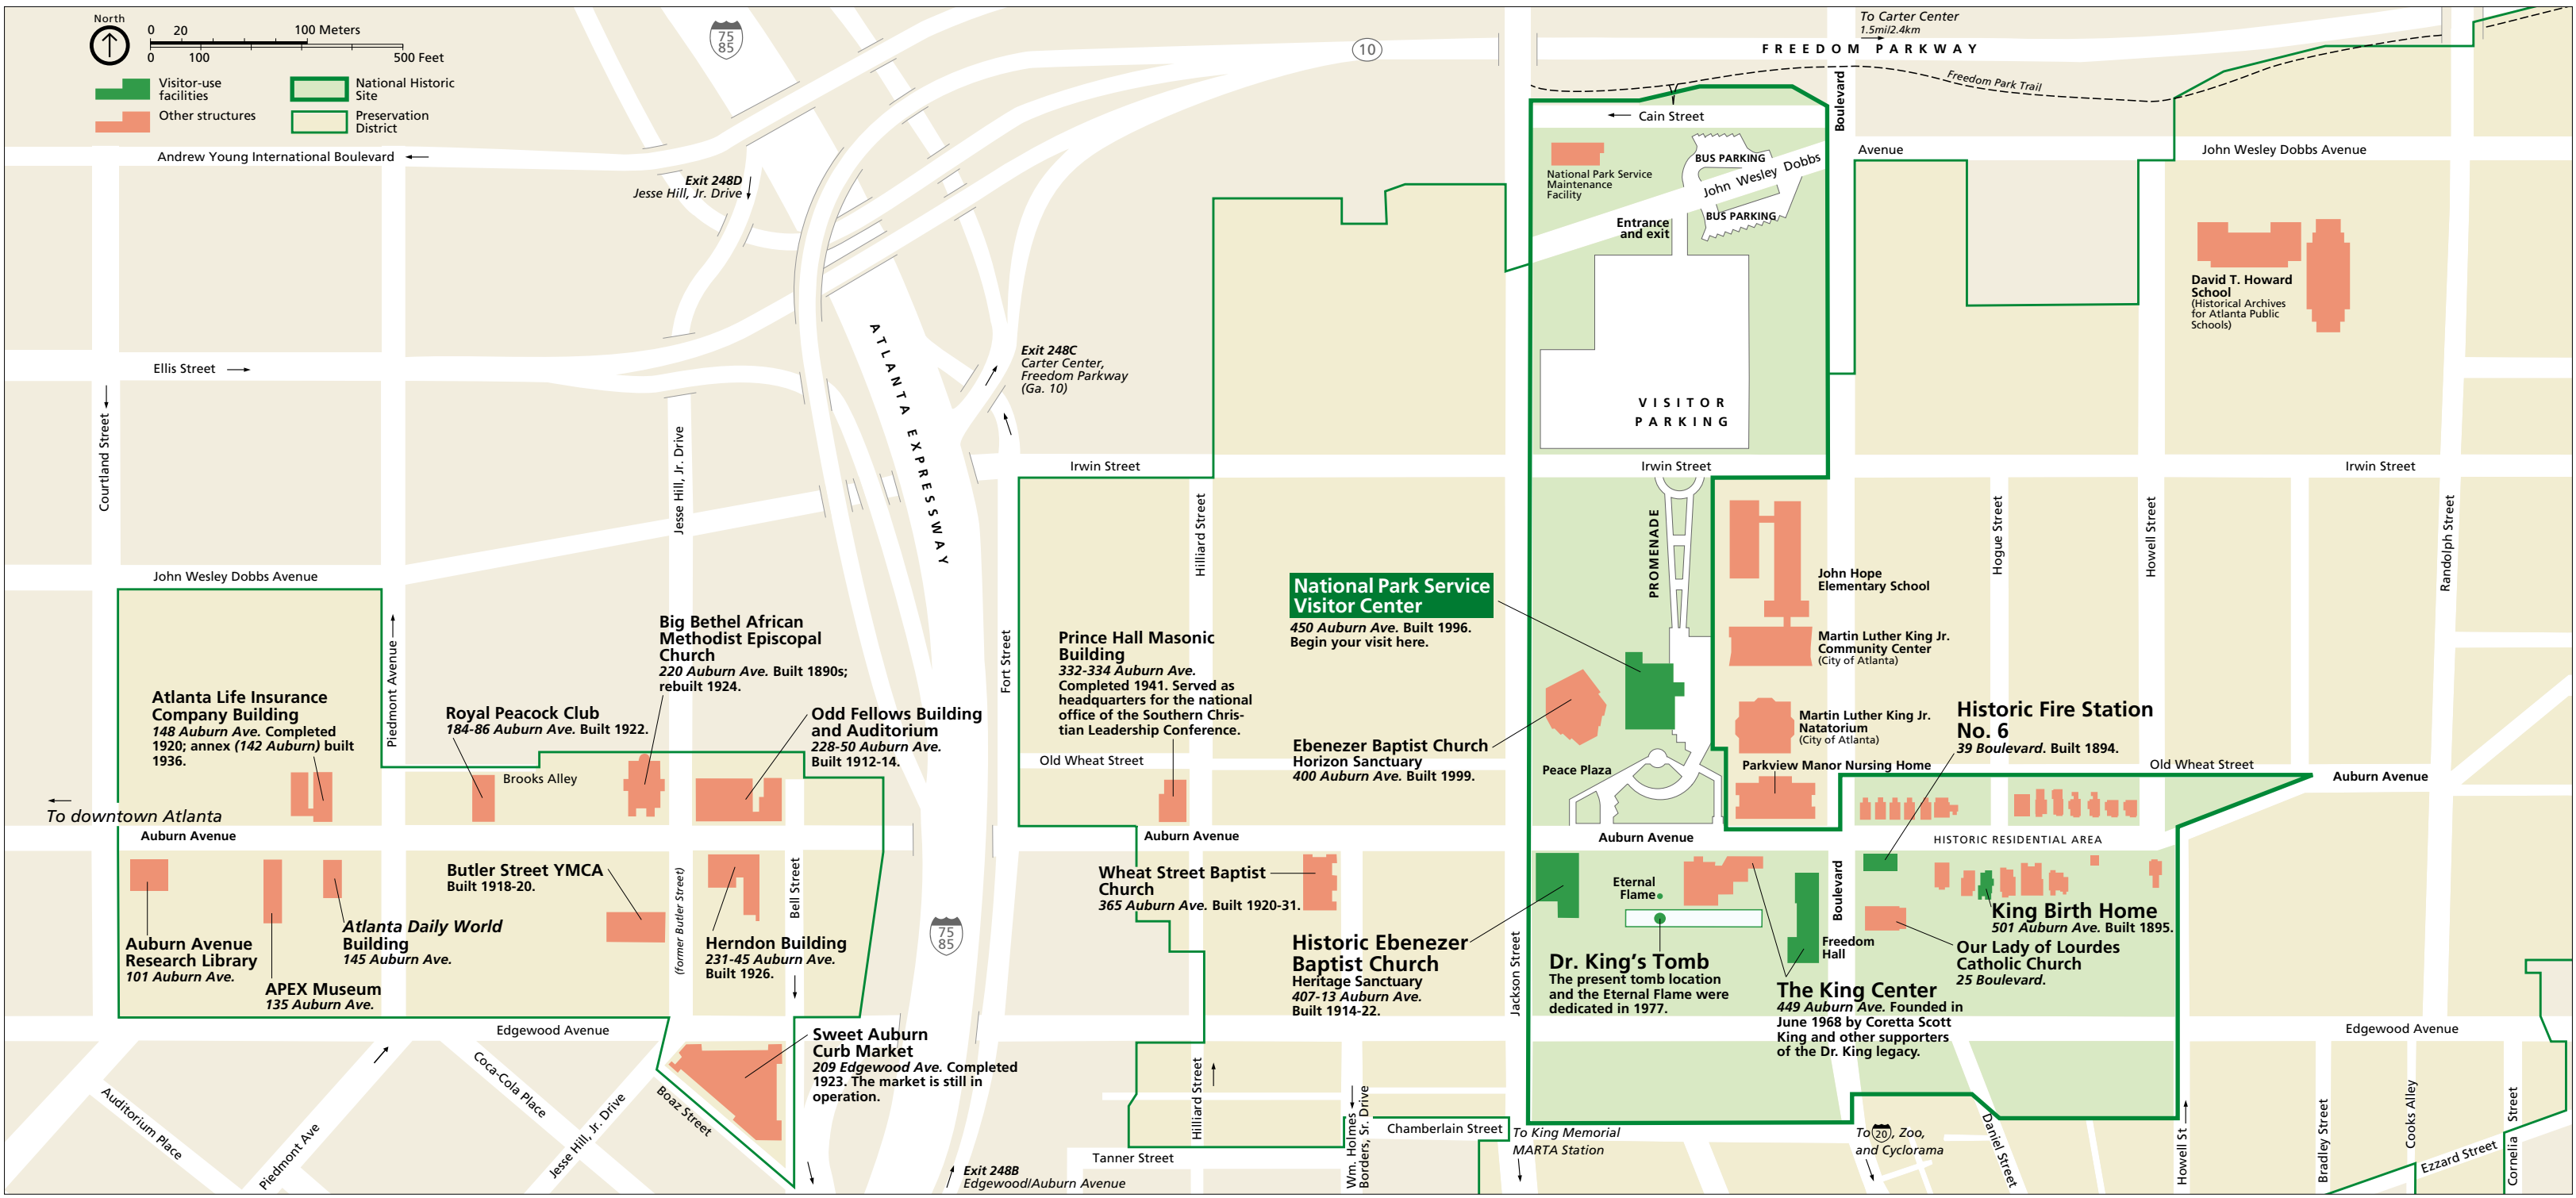 North
0 20 100 Meters
0 100 500 Feet
Visitor-use
facilities
Other structures
National Historic
Site
Preservation
District
75
85
10
To Carter Center
1.5mi/2.4km
FREEDOM PARKWAY
Freedom Park Trail
Boulevard
Cain Street
Andrew Young International Boulevard
Exit 248D
Jesse Hill, Jr. Drive
National Park Service
Maintenance
Facility
BUS PARKING
John Wesley Dobbs
BUS PARKING
Entrance
and exit
Avenue
John Wesley Dobbs Avenue
David T. Howard
School
(Historical Archives
for Atlanta Public
Schools)
Ellis Street
Courtland Street
Jesse Hill, Jr. Drive
ATLANTA EXPRESSWAY
Exit 248C
Carter Center,
Freedom Parkway
(Ga. 10)
VISITOR
PARKING
Irwin Street
Irwin Street
Irwin Street
Hilliard Street
PROMENADE
Hogue Street
Howell Street
Randolph Street
John Wesley Dobbs Avenue
Piedmont Avenue
Fort Street
National Park Service
Visitor Center
450 Auburn Ave. Built 1996.
Begin your visit here.
John Hope
Elementary School
Martin Luther King Jr.
Community Center
(City of Atlanta)
Martin Luther King Jr.
Natatorium
(City of Atlanta)
Parkview Manor Nursing Home
Atlanta Life Insurance
Company Building
148 Auburn Ave. Completed
1920; annex (142 Auburn) built
1936.
Royal Peacock Club
184-86 Auburn Ave. Built 1922.
Brooks Alley
Big Bethel African
Methodist Episcopal
Church
220 Auburn Ave. Built 1890s;
rebuilt 1924.
Odd Fellows Building
and Auditorium
228-50 Auburn Ave.
Built 1912-14.
Prince Hall Masonic
Building
332-334 Auburn Ave.
Completed 1941. Served as
headquarters for the national
office of the Southern Chris-
tian Leadership Conference.
Old Wheat Street
Ebenezer Baptist Church
Horizon Sanctuary
400 Auburn Ave. Built 1999.
Peace Plaza
Historic Fire Station
No. 6
39 Boulevard. Built 1894.
Old Wheat Street
Auburn Avenue
To downtown Atlanta
Auburn Avenue
Auburn Avenue
Auburn Avenue
HISTORIC RESIDENTIAL AREA
Auburn Avenue
Research Library
101 Auburn Ave.
APEX Museum
135 Auburn Ave.
Atlanta Daily World
Building
145 Auburn Ave.
Butler Street YMCA
Built 1918-20.
(former Butler Street)
Herndon Building
231-45 Auburn Ave.
Built 1926.
Bell Street
75
85
Wheat Street Baptist
Church
365 Auburn Ave. Built 1920-31.
Historic Ebenezer
Baptist Church
Heritage Sanctuary
407-13 Auburn Ave.
Built 1914-22.
Jackson Street
Eternal
Flame
Dr. King's Tomb
The present tomb location
and the Eternal Flame were
dedicated in 1977.
Freedom
Hall
Boulevard
The King Center
449 Auburn Ave. Founded in
June 1968 by Coretta Scott
King and other supporters
of the Dr. King legacy.
King Birth Home
501 Auburn Ave. Built 1895.
Our Lady of Lourdes
Catholic Church
25 Boulevard.
Edgewood Avenue
Edgewood Avenue
Sweet Auburn
Curb Market
209 Edgewood Ave. Completed
1923. The market is still in
operation.
Auditorium Place
Piedmont Ave
Coca-Cola Place
Jesse Hill, Jr. Drive
Boaz Street
Exit 248B
Edgewood/Auburn Avenue
Hilliard Street
Tanner Street
Wm. Holmes
Borders, Sr. Drive
Chamberlain Street
To King Memorial
MARTA Station
To 20, Zoo,
and Cyclorama
Daniel Street
Howell St
Bradley Street
Cooks Alley
Ezzard Street
Cornelia Street